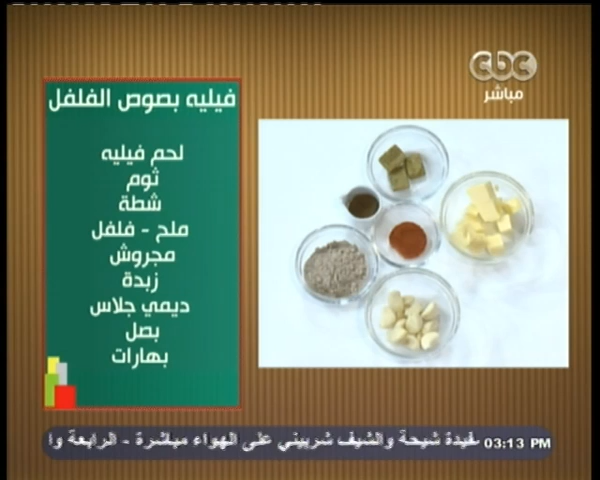 cbc
مباشر
فيليه بصوص الفلفل
لحم فيليه
ثوم
شطة
ملح - فلفل
مجروش
زبدة
ديمي جلاس
بصل
بهارات
شيحة والشيف شربيني على الهواء مباشرة - الرابعة وا
03:13 PM